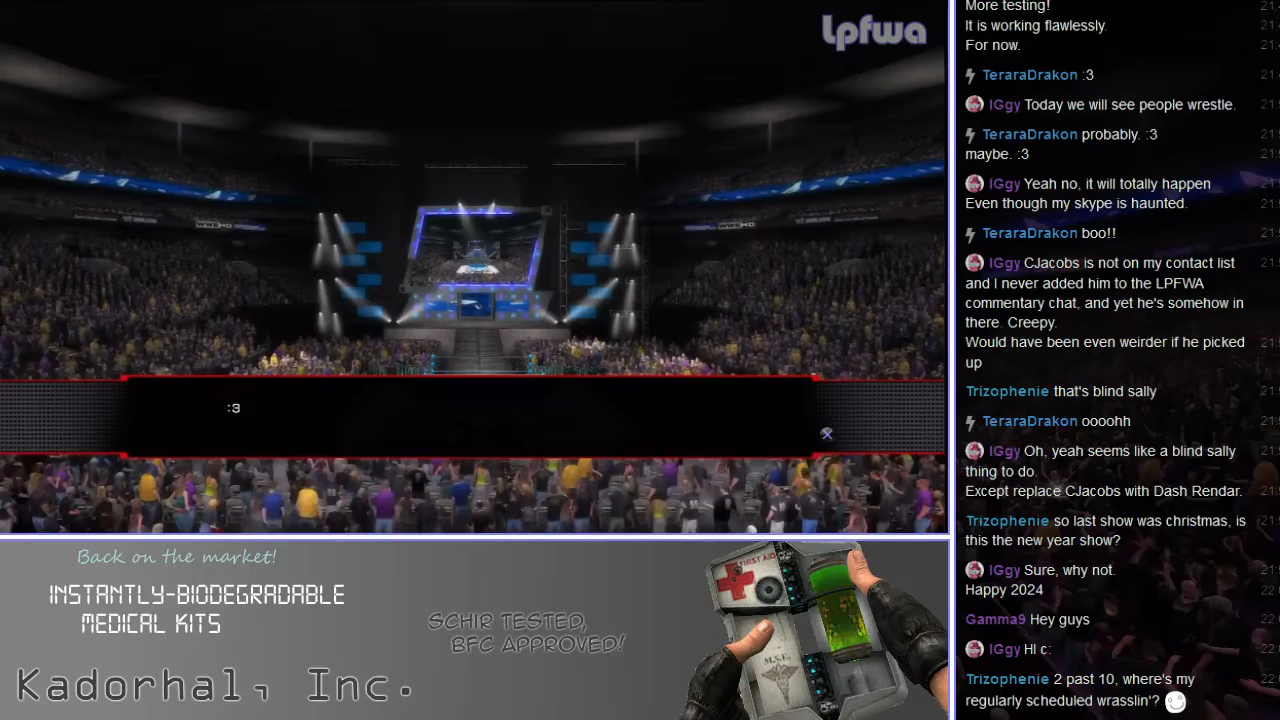 Lpfwa
:3
Back on the market!
INSTANTLY-BIODEGRADABLE
MEDICAL KITS
SCHIR TESTED,
BFC APPROVED!
Kadorhal, Inc.
FIRST AID
More testing!
It is working flawlessly.
For now.
TeraraDrakon :3
IGgy Today we will see people wrestle.
TeraraDrakon probably. :3
maybe. :3
IGgy Yeah no, it will totally happen
Even though my skype is haunted.
TeraraDrakon boo!!
IGgy CJacobs is not on my contact list
and I never added him to the LPFWA
commentary chat, and yet he's somehow in
there. Creepy.
Would have been even weirder if he picked
up
Trizophenie that's blind sally
TeraraDrakon oooohh
IGgy Oh, yeah seems like a blind sally
thing to do.
Except replace CJacobs with Dash Rendar.
Trizophenie so last show was christmas, is
this the new year show?
IGgy Sure, why not.
Happy 2024
Gamma9 Hey guys
IGgy HI c:
Trizophenie 2 past 10, where's my
regularly scheduled wrasslin'?